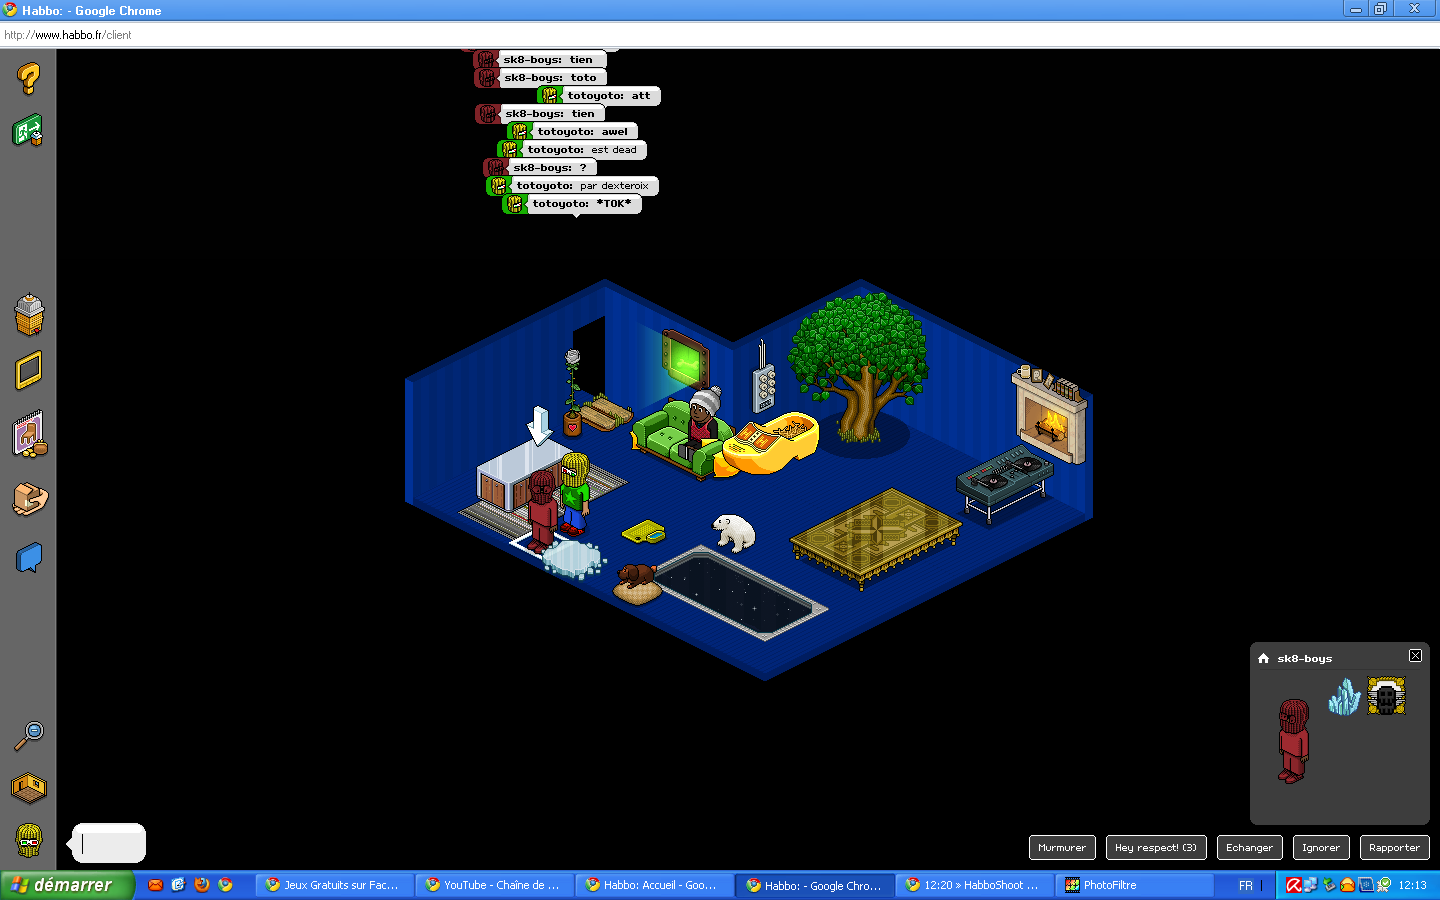 Habbo: - Google Chrome
http://www.habbo.fr/client
sk8-boys: tien
sk8-boys: toto
totoyoto: att
sk8-boys: tien
totoyoto: awel
totoyoto: est dead
sk8-boys: ?
totoyoto: par dexteroix
totoyoto: *TOK*
sk8-boys
Murmurer
Hey respect! (3)
Echanger
Ignorer
Rapporter
démarrer
Jeux Gratuits sur Fac...
YouTube - Chaîne de ...
Habbo: Accueil - Goo...
Habbo: - Google Chro...
12:20 » HabboShoot ...
PhotoFiltre
FR
12:13